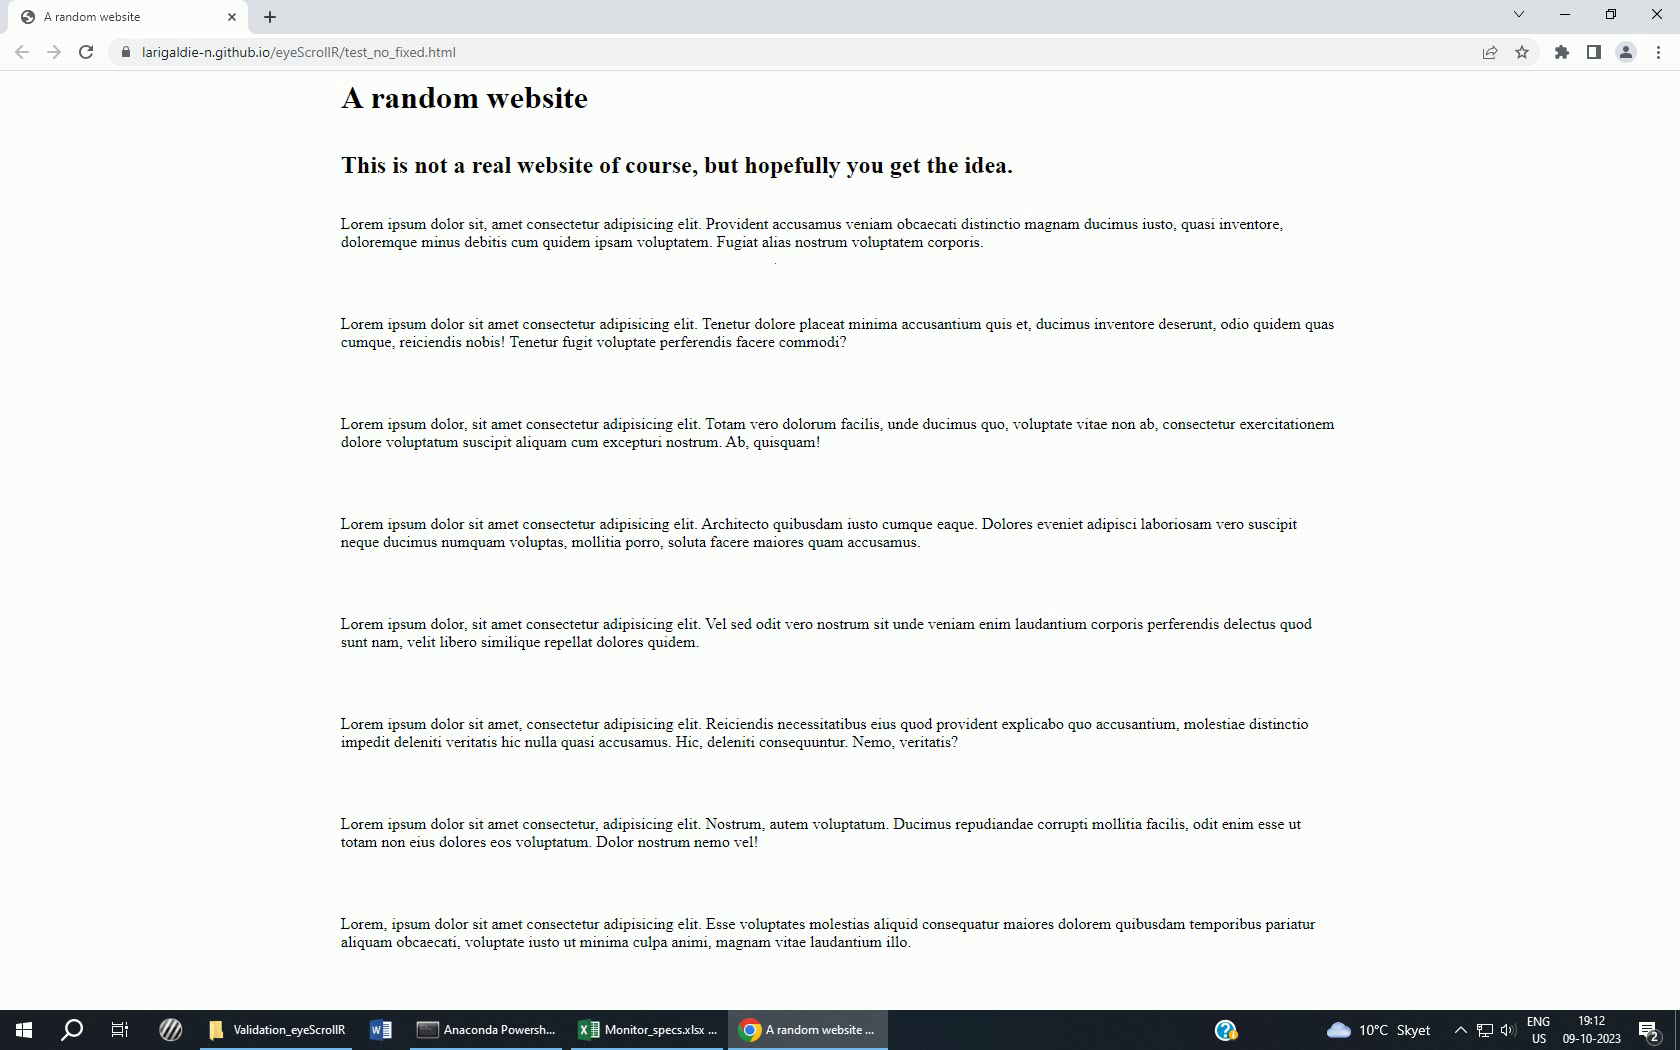 A random website
larigaldie-n.github.io/eyeScrollR/test_no_fixed.html
A random website
This is not a real website of course, but hopefully you get the idea.
Lorem ipsum dolor sit, amet consectetur adipisicing elit. Provident accusamus veniam obcaecati distinctio magnam ducimus iusto, quasi inventore,
doloremque minus debitis cum quidem ipsam voluptatem. Fugiat alias nostrum voluptatem corporis.
Lorem ipsum dolor sit amet consectetur adipisicing elit. Tenetur dolore placeat minima accusantium quis et, ducimus inventore deserunt, odio quidem quas
cumque, reiciendis nobis! Tenetur fugit voluptate perferendis facere commodi?
Lorem ipsum dolor, sit amet consectetur adipisicing elit. Totam vero dolorum facilis, unde ducimus quo, voluptate vitae non ab, consectetur exercitationem
dolore voluptatum suscipit aliquam cum excepturi nostrum. Ab, quisquam!
Lorem ipsum dolor sit amet consectetur adipisicing elit. Architecto quibusdam iusto cumque eaque. Dolores eveniet adipisci laboriosam vero suscipit
neque ducimus numquam voluptas, mollitia porro, soluta facere maiores quam accusamus.
Lorem ipsum dolor, sit amet consectetur adipisicing elit. Vel sed odit vero nostrum sit unde veniam enim laudantium corporis perferendis delectus quod
sunt nam, velit libero similique repellat dolores quidem.
Lorem ipsum dolor sit amet, consectetur adipisicing elit. Reiciendis necessitatibus eius quod provident explicabo quo accusantium, molestiae distinctio
impedit deleniti veritatis hic nulla quasi accusamus. Hic, deleniti consequuntur. Nemo, veritatis?
Lorem ipsum dolor sit amet consectetur, adipisicing elit. Nostrum, autem voluptatum. Ducimus repudiandae corrupti mollitia facilis, odit enim esse ut
totam non eius dolores eos voluptatum. Dolor nostrum nemo vel!
Lorem, ipsum dolor sit amet consectetur adipisicing elit. Esse voluptates molestias aliquid consequatur maiores dolorem quibusdam temporibus pariatur
aliquam obcaecati, voluptate iusto ut minima culpa animi, magnam vitae laudantium illo.
Validation_eyeScrollR
Anaconda Powersh...
Monitor_specs.xlsx ...
A random website ...
10°C Skyet
ENG
US
19:12
09-10-2023
2